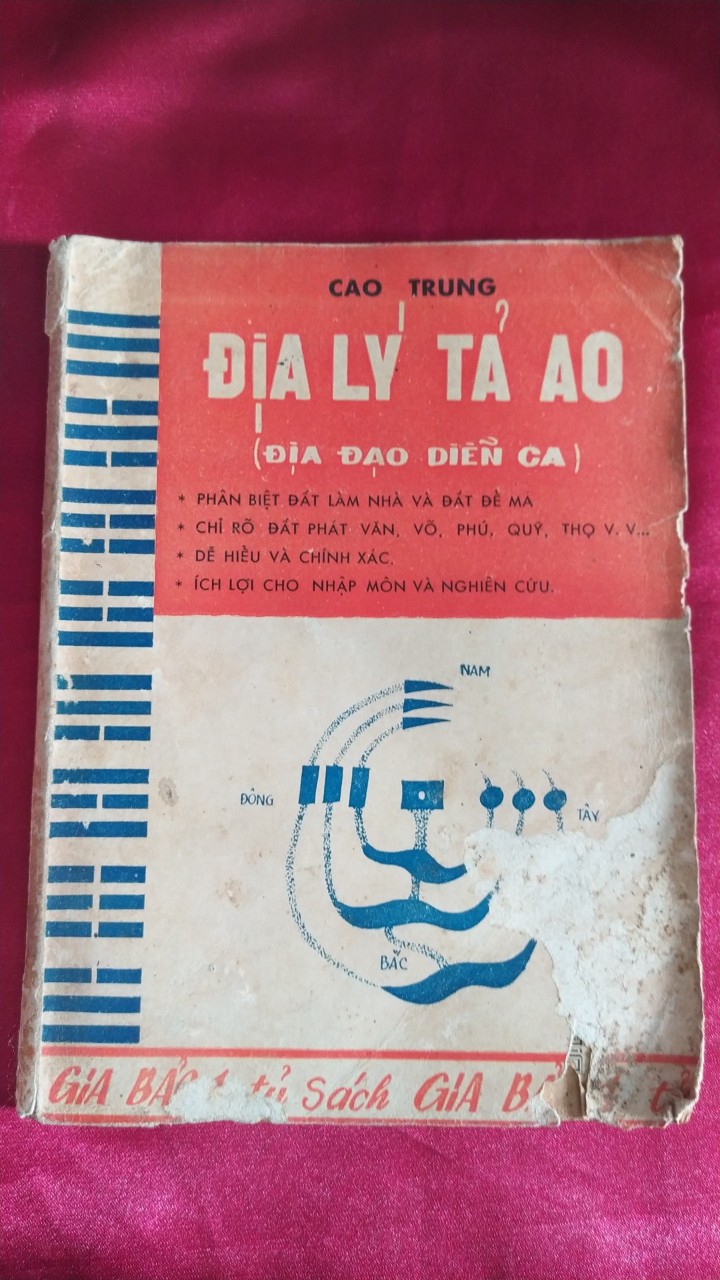 CAO TRUNG
ĐỊA LÝ TẢ AO
(ĐỊA ĐẠO DIỄN CA)
* PHÂN BIỆT ĐẤT LÀM NHÀ VÀ ĐẤT ĐỂ MẢ
* CHỈ RÕ ĐẤT PHÁT VĂN, VÕ, PHÚ, QUÝ, THỌ V.V...
* DỄ HIỂU VÀ CHÍNH XÁC.
* ÍCH LỢI CHO NHẬP MÔN VÀ NGHIÊN CỨU.
NAM
ĐÔNG
TÂY
BẮC
GIA BẢO tủ sách GIA